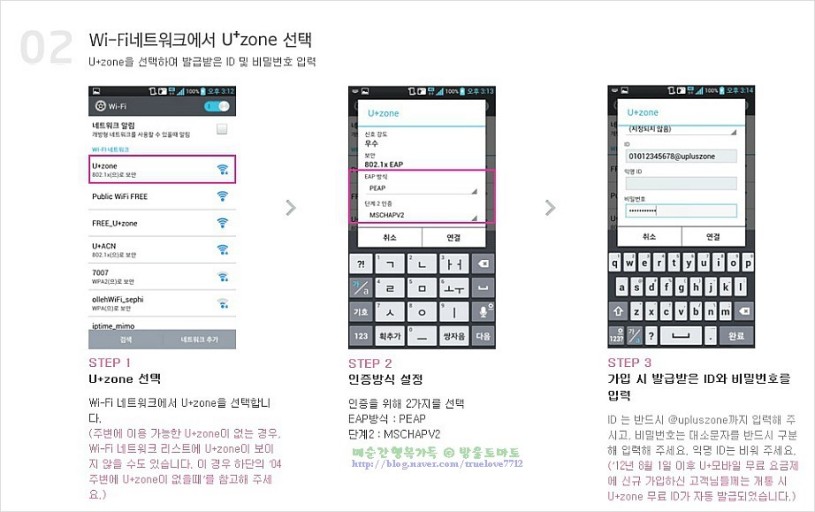 02
Wi-Fi네트워크에서 U+zone 선택
U+zone을 선택하여 발급받은 ID 및 비밀번호 입력
100% 오후 3:12
Wi-Fi
네트워크 알림
개방형 네트워크를 사용할 수 있을때 알림
Wi-Fi 네트워크
U+zone
802.1x(으)로 보안
Public WiFi FREE
FREE_U+zone
U+ACN
802.1x(으)로 보안
7007
WPA2(으)로 보안
ollehWiFi_sephi
WPA(으)로 보안
iptime_mimo
검색
네트워크 추가
STEP 1
U+zone 선택
Wi-Fi 네트워크에서 U+zone을 선택합니
다.
(주변에 이용 가능한 U+zone이 없는 경우,
Wi-Fi 네트워크 리스트에 U+zone이 보이
지 않을 수도 있습니다. 이 경우 하단의 '04
주변에 U+zone이 없을때'를 참고해 주세
요.)
100% 오후 3:13
U+zone
신호 강도
우수
보안
802.1x EAP
EAP 방식
PEAP
단계 2 인증
MSCHAPV2
취소 연결
?! ㄱ ㄴ ㅏㅓ
가/a ㄹ ㅁ ㅗㅜ
기호 ㅅ ㅇ ㅣ
123 획추가 ㅡ 쌍자음 다음
STEP 2
인증방식 설정
인증을 위해 2가지를 선택
EAP방식 : PEAP
단계2 : MSCHAPV2
매순간행복가득 @ 방울토마토
http://blog.naver.com/truelove7712
100% 오후 3:14
U+zone
(지정되지 않음)
ID
01012345678@upluszone
익명 ID
비밀번호
취소 연결
q w e r t y u i o p
a s d f g h j k l
z x c v b n m
가/a ? . 완료
STEP 3
가입 시 발급받은 ID와 비밀번호를
입력
ID 는 반드시 @upluszone까지 입력해 주
시고, 비밀번호는 대소문자를 반드시 구분
해 입력해 주세요. 익명 ID는 비워 주세요.
('12년 8월 1일 이후 U+모바일 무료 요금제
에 신규 가입하신 고객님들께는 개통 시
U+zone 무료 ID가 자동 발급되었습니다.)